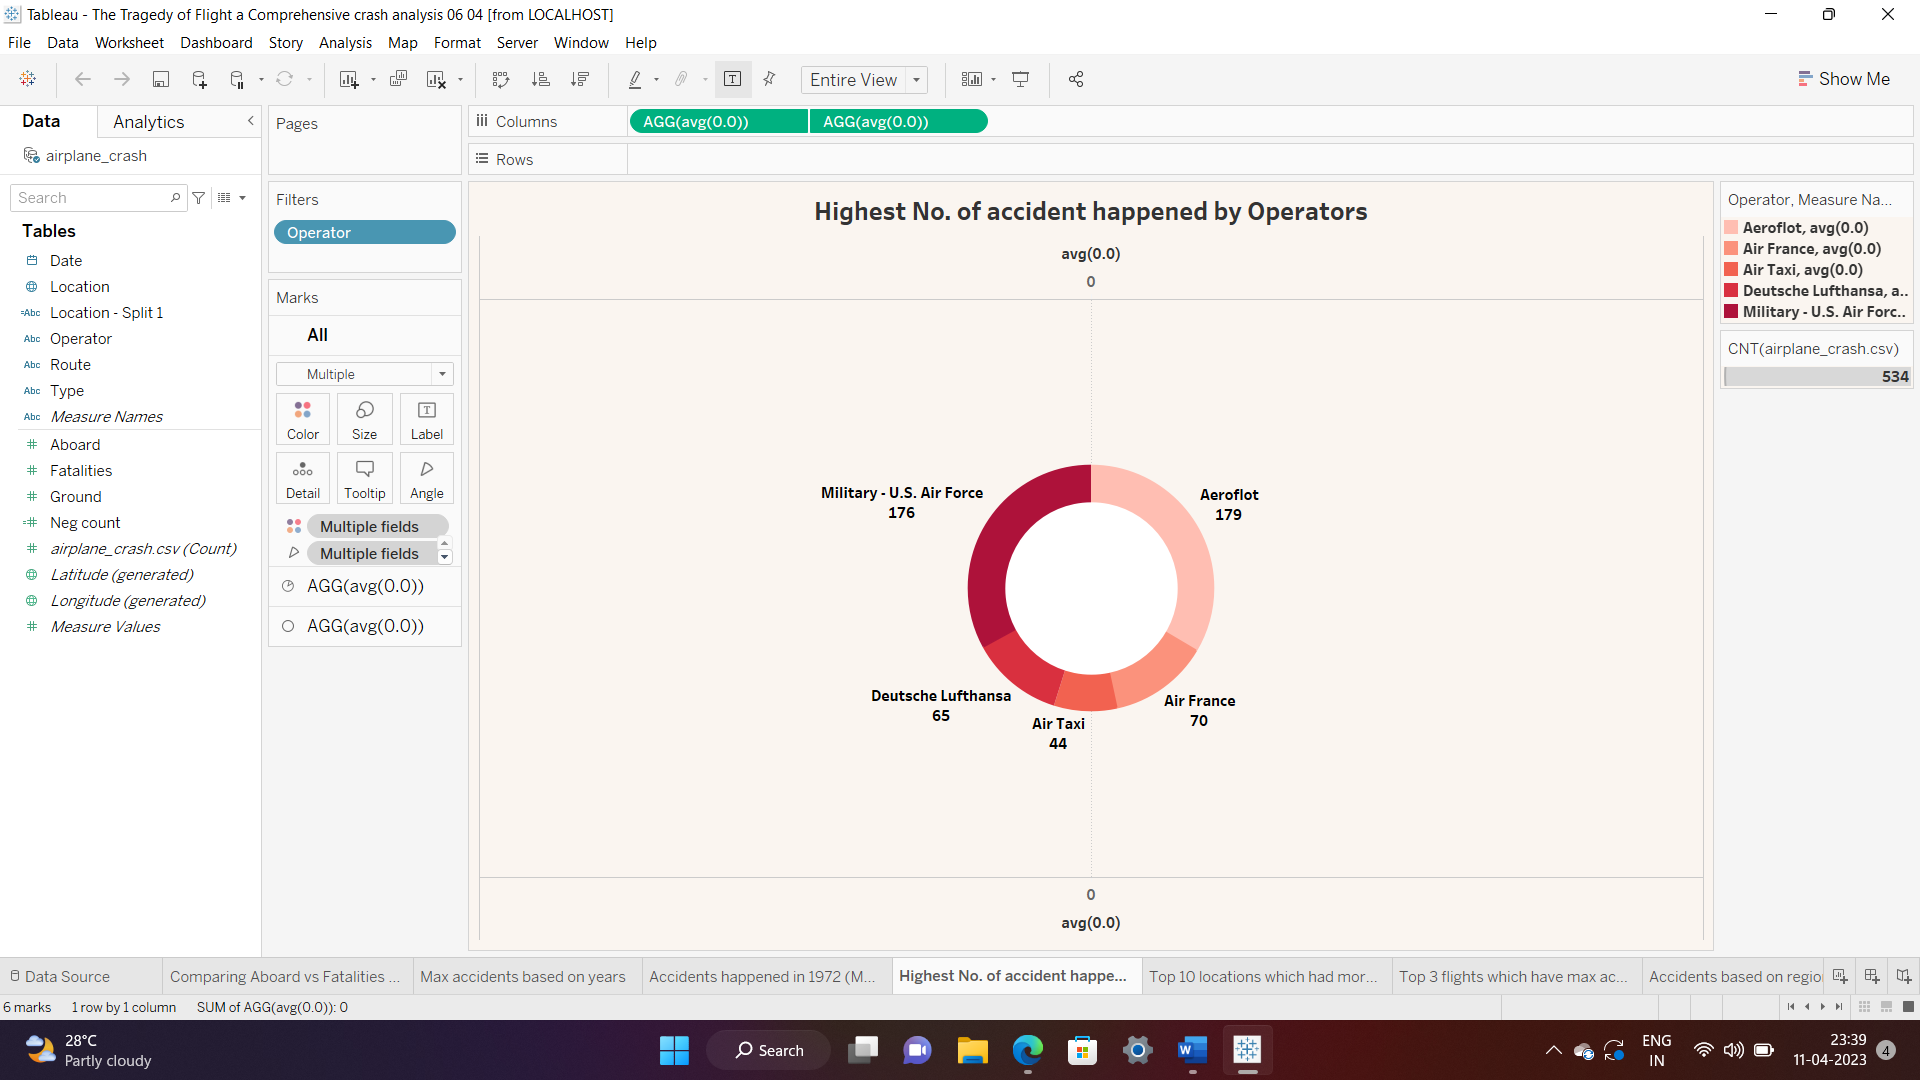 Tableau - The Tragedy of Flight a Comprehensive crash analysis 06 04 [from LOCALHOST]
File Data Worksheet Dashboard Story Analysis Map Format Server Window Help
Entire View
Show Me
Data Analytics
airplane_crash
Search
Tables
Date
Location
=Abc Location - Split 1
Abc Operator
Abc Route
Abc Type
Abc Measure Names
# Aboard
# Fatalities
# Ground
=# Neg count
# airplane_crash.csv (Count)
Latitude (generated)
Longitude (generated)
# Measure Values
Pages
Filters
Operator
Marks
All
Multiple
Color Size Label
Detail Tooltip Angle
Multiple fields
Multiple fields
AGG(avg(0.0))
AGG(avg(0.0))
Columns AGG(avg(0.0)) AGG(avg(0.0))
Rows
Highest No. of accident happened by Operators
avg(0.0)
0
Military - U.S. Air Force
176
Aeroflot
179
Deutsche Lufthansa
65
Air Taxi
44
Air France
70
0
avg(0.0)
Operator, Measure Na...
Aeroflot, avg(0.0)
Air France, avg(0.0)
Air Taxi, avg(0.0)
Deutsche Lufthansa, a..
Military - U.S. Air Forc..
CNT(airplane_crash.csv)
534
Data Source Comparing Aboard vs Fatalities ... Max accidents based on years Accidents happened in 1972 (M... Highest No. of accident happe... Top 10 locations which had mor... Top 3 flights which have max ac... Accidents based on regio
6 marks 1 row by 1 column SUM of AGG(avg(0.0)): 0
28°C
Partly cloudy
Search
ENG
IN
23:39
11-04-2023
4